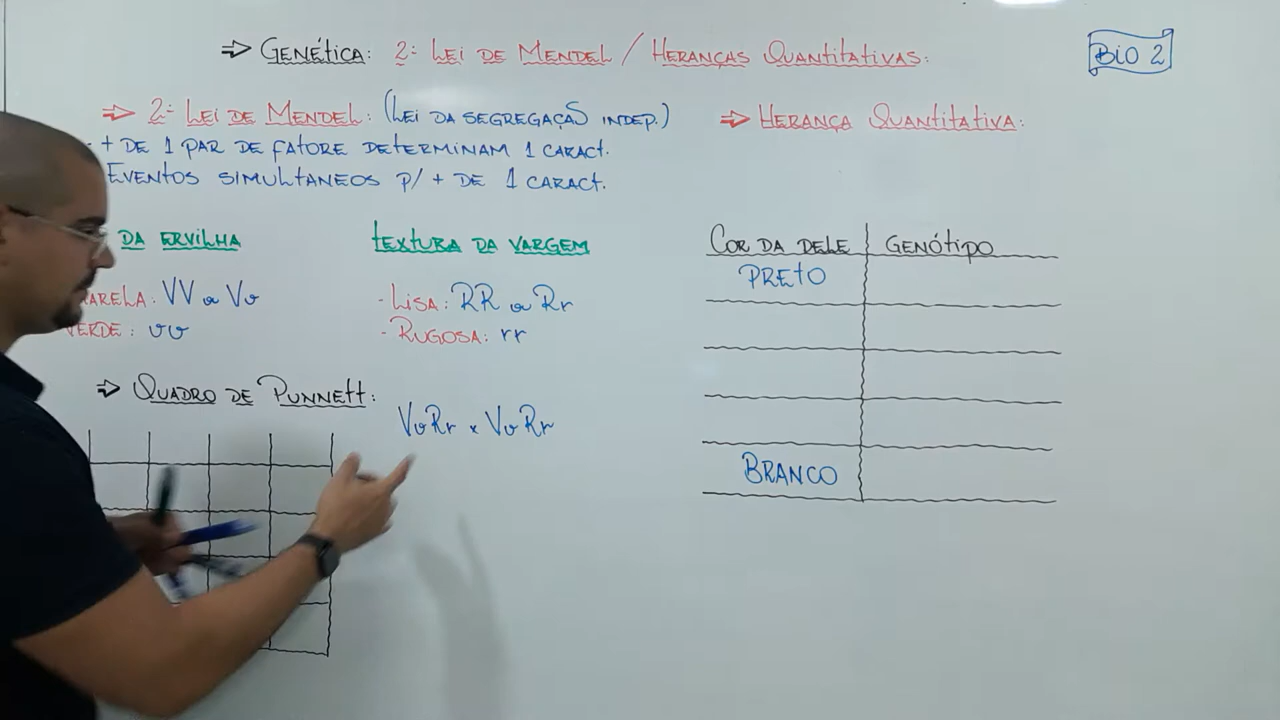 ⇒ GENÉTICA: 2ª LEI DE MENDEL / HERANÇAS QUANTITATIVAS:
BIO 2
⇒ 2ª LEI DE MENDEL: (LEI DA SEGREGAÇAO INDEP.)
+ DE 1 PAR DE FATORE DETERMINAM 1 CARACT.
EVENTOS SIMULTANEOS P/ + DE 1 CARACT.
DA ERVILHA
ARELA: VV ou Vv
VERDE: vv
TEXTURA DA VARGEM
- LISA: RR ou Rr
- RUGOSA: rr
⇒ QUADRO DE PUNNETT:
VvRr x VvRr
⇒ HERANÇA QUANTITATIVA:
COR DA PELE GENÓTIPO
PRETO
BRANCO